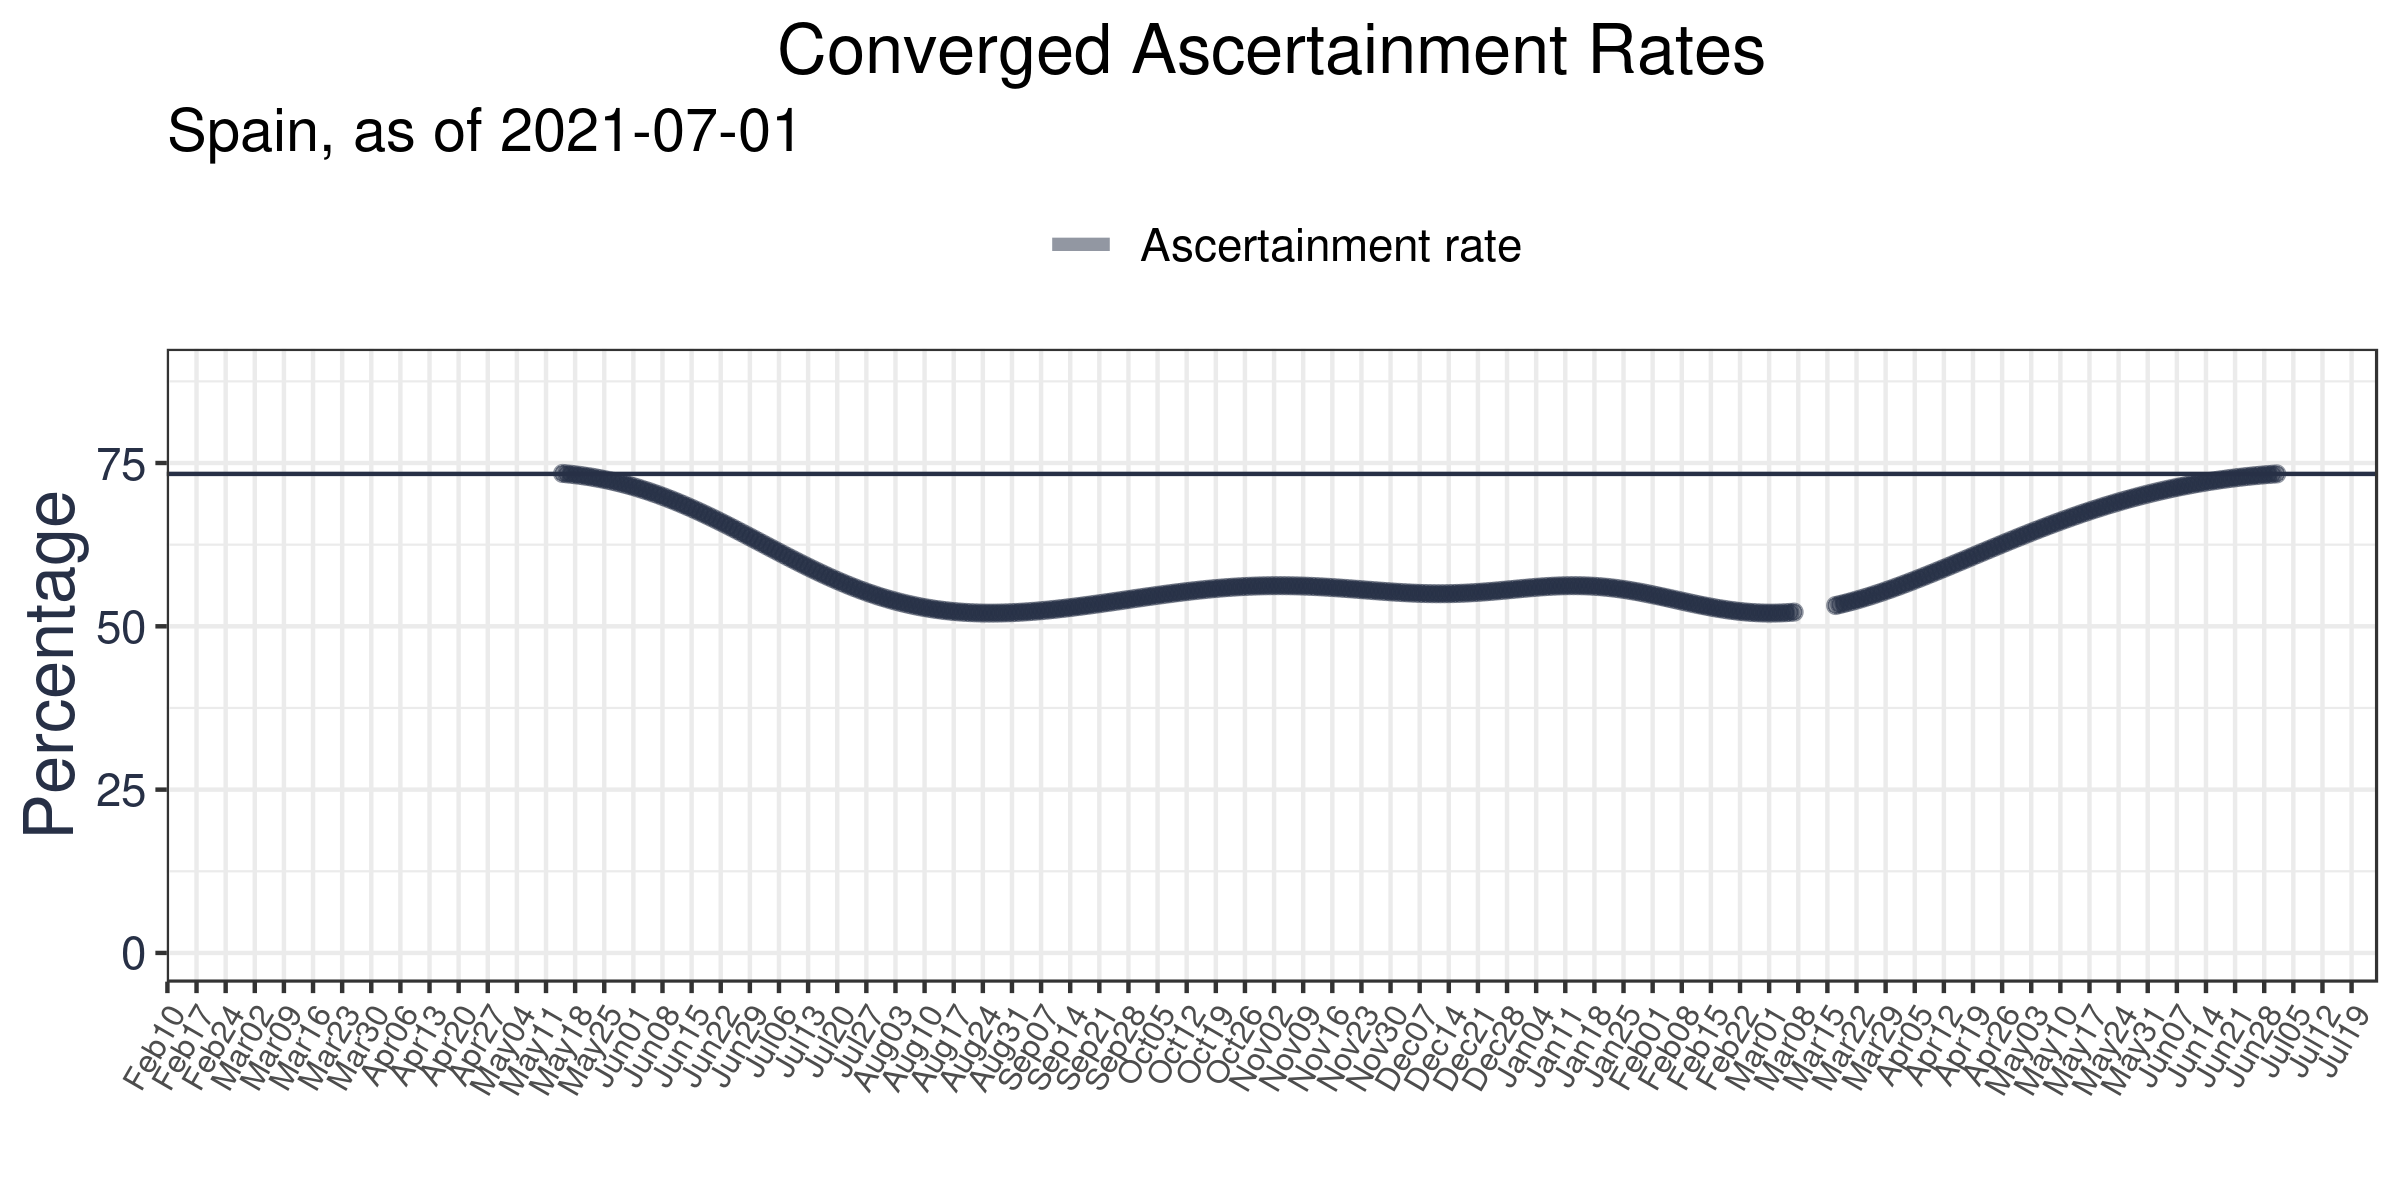 Converged Ascertainment Rates
Spain, as of 2021-07-01
Ascertainment rate
Percentage
75
50
25
0
Feb10
Feb17
Feb24
Mar02
Mar09
Mar16
Mar23
Mar30
Apr06
Apr13
Apr20
Apr27
May04
May11
May18
May25
Jun01
Jun08
Jun15
Jun22
Jun29
Jul06
Jul13
Jul20
Jul27
Aug03
Aug10
Aug17
Aug24
Aug31
Sep07
Sep14
Sep21
Sep28
Oct05
Oct12
Oct19
Oct26
Nov02
Nov09
Nov16
Nov23
Nov30
Dec07
Dec14
Dec21
Dec28
Jan04
Jan11
Jan18
Jan25
Feb01
Feb08
Feb15
Feb22
Mar01
Mar08
Mar15
Mar22
Mar29
Apr05
Apr12
Apr19
Apr26
May03
May10
May17
May24
May31
Jun07
Jun14
Jun21
Jun28
Jul05
Jul12
Jul19